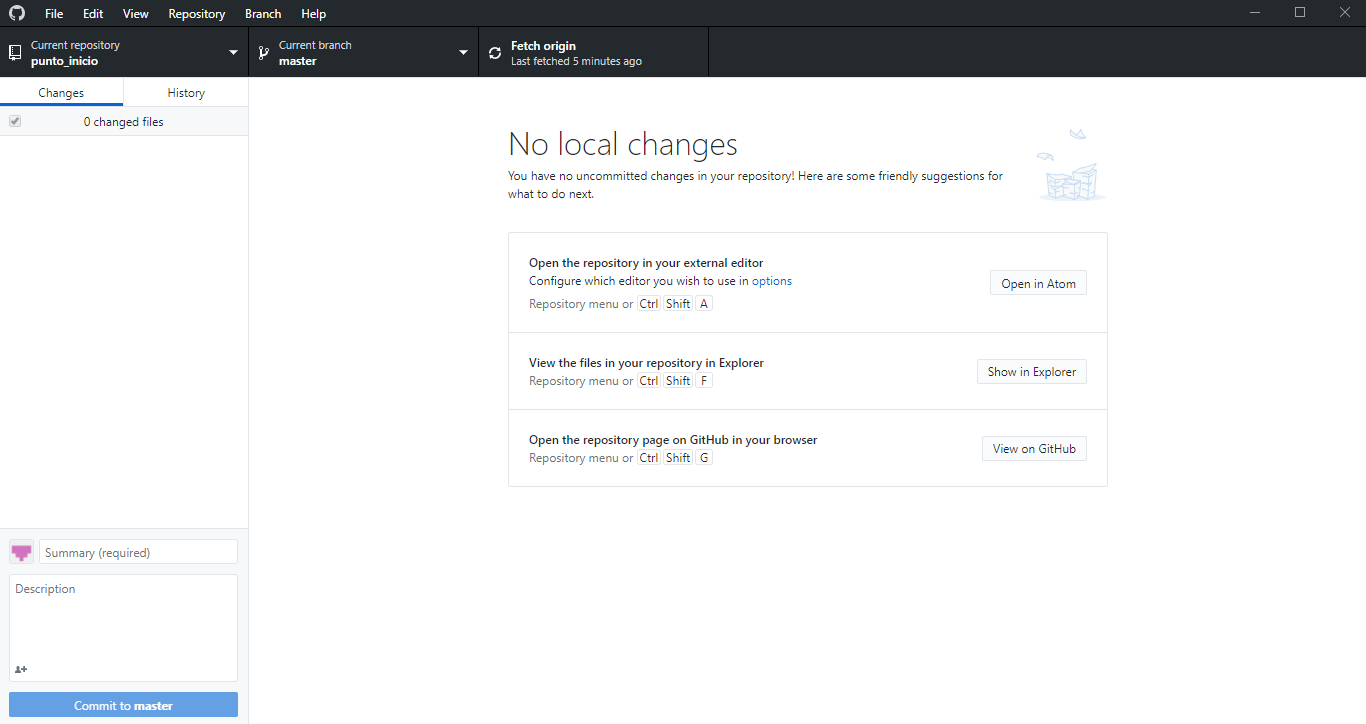 File Edit View Repository Branch Help
Current repository
punto_inicio
Current branch
master
Fetch origin
Last fetched 5 minutes ago
Changes History
0 changed files
No local changes
You have no uncommitted changes in your repository! Here are some friendly suggestions for
what to do next.
Open the repository in your external editor
Configure which editor you wish to use in options
Repository menu or Ctrl Shift A
Open in Atom
View the files in your repository in Explorer
Repository menu or Ctrl Shift F
Show in Explorer
Open the repository page on GitHub in your browser
Repository menu or Ctrl Shift G
View on GitHub
Summary (required)
Description
Commit to master